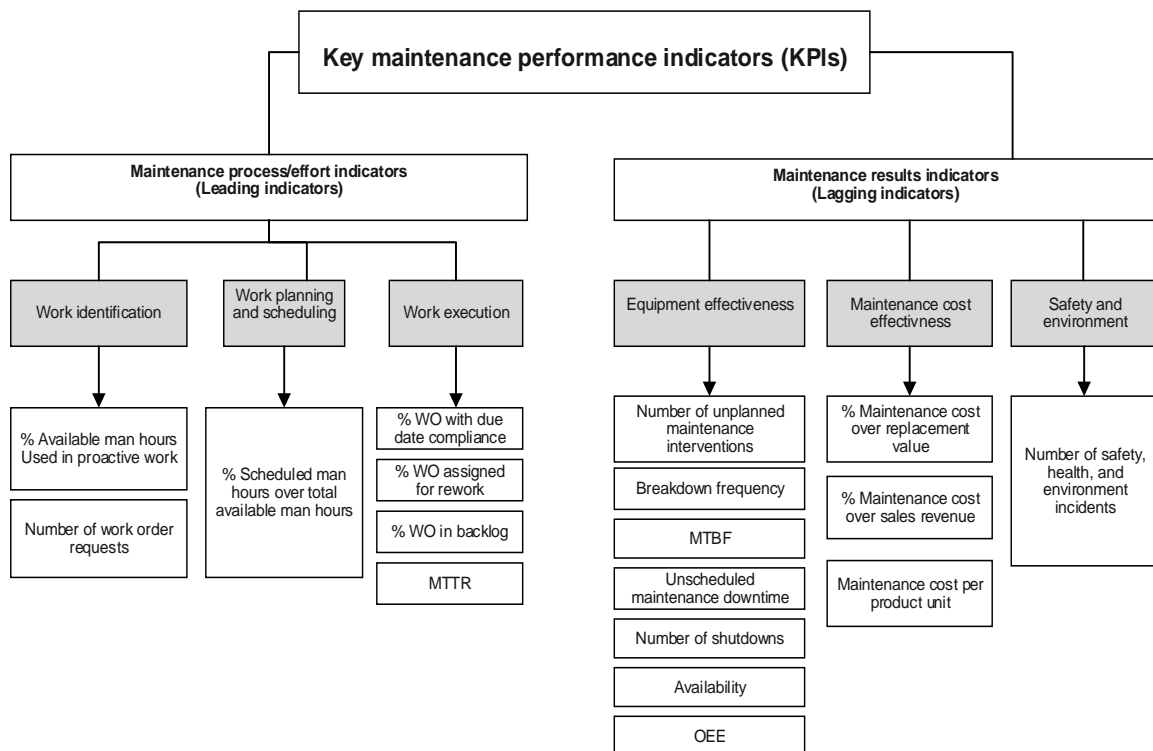 Key maintenance performance indicators (KPIs)
Maintenance process/effort indicators
(Leading indicators)
Maintenance results indicators
(Lagging indicators)
Work identification
Work planning
and scheduling
Work execution
Equipment effectiveness
Maintenance cost
effectivness
Safety and
environment
% Available man hours
Used in proactive work
Number of work order
requests
% Scheduled man
hours over total
available man hours
% WO with due
date compliance
% WO assigned
for rework
% WO in backlog
MTTR
Number of unplanned
maintenance
interventions
Breakdown frequency
MTBF
Unscheduled
maintenance downtime
Number of shutdowns
Availability
OEE
% Maintenance cost
over replacement
value
% Maintenance cost
over sales revenue
Maintenance cost per
product unit
Number of safety,
health, and
environment
incidents